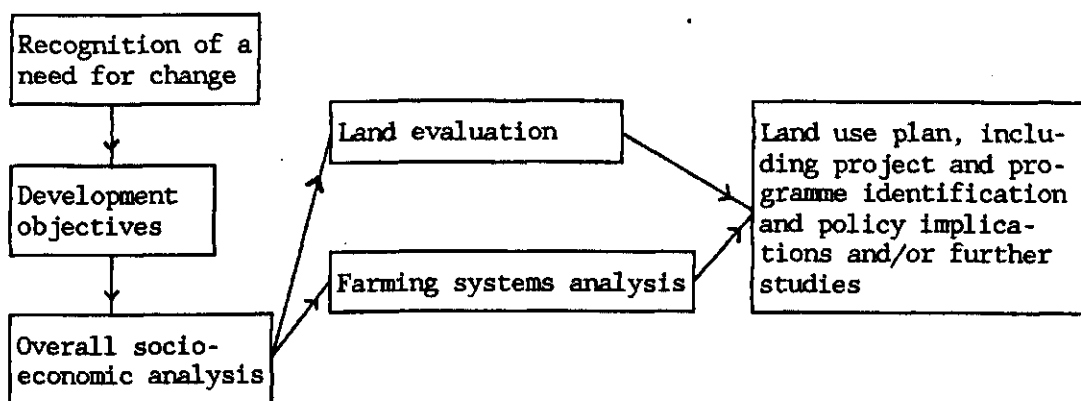 Recognition of a
need for change
Development
objectives
Overall socio-
economic analysis
Land evaluation
Farming systems analysis
Land use plan, inclu-
ding project and pro-
gramme identification
and policy implica-
tions and/or further
studies